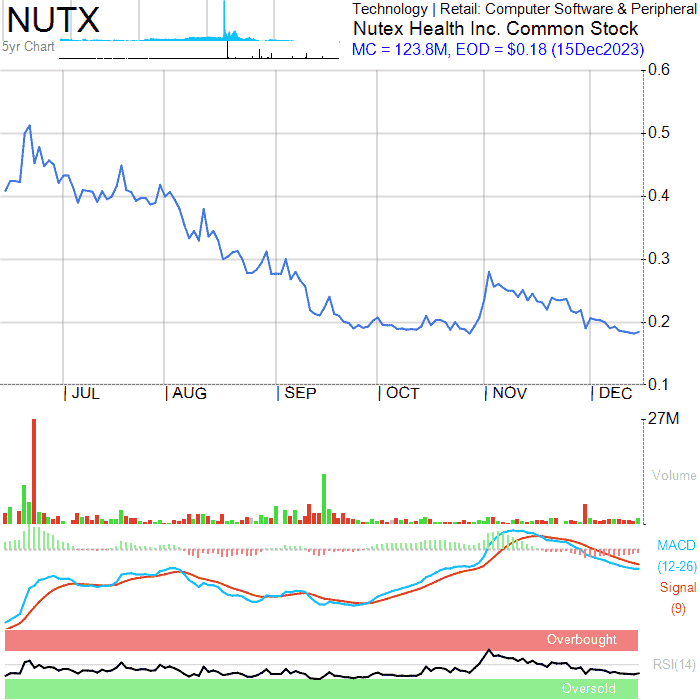 NUTX
5yr Chart
Technology | Retail: Computer Software & Peripheral
Nutex Health Inc. Common Stock
MC = 123.8M, EOD = $0.18 (15Dec2023)
0.6
0.5
0.4
0.3
0.2
0.1
JUL AUG SEP OCT NOV DEC
27M
Volume
MACD
(12-26)
Signal
(9)
Overbought
RSI(14)
Oversold